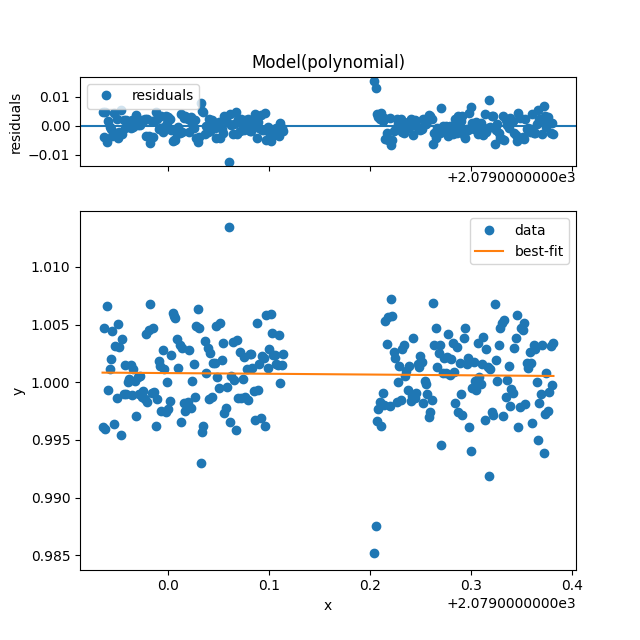 Model(polynomial)
residuals
0.01
0.00
−0.01
residuals
+2.0790000000e3
data
best-fit
1.010
1.005
1.000
0.995
0.990
0.985
y
0.0 0.1 0.2 0.3 0.4
x
+2.0790000000e3